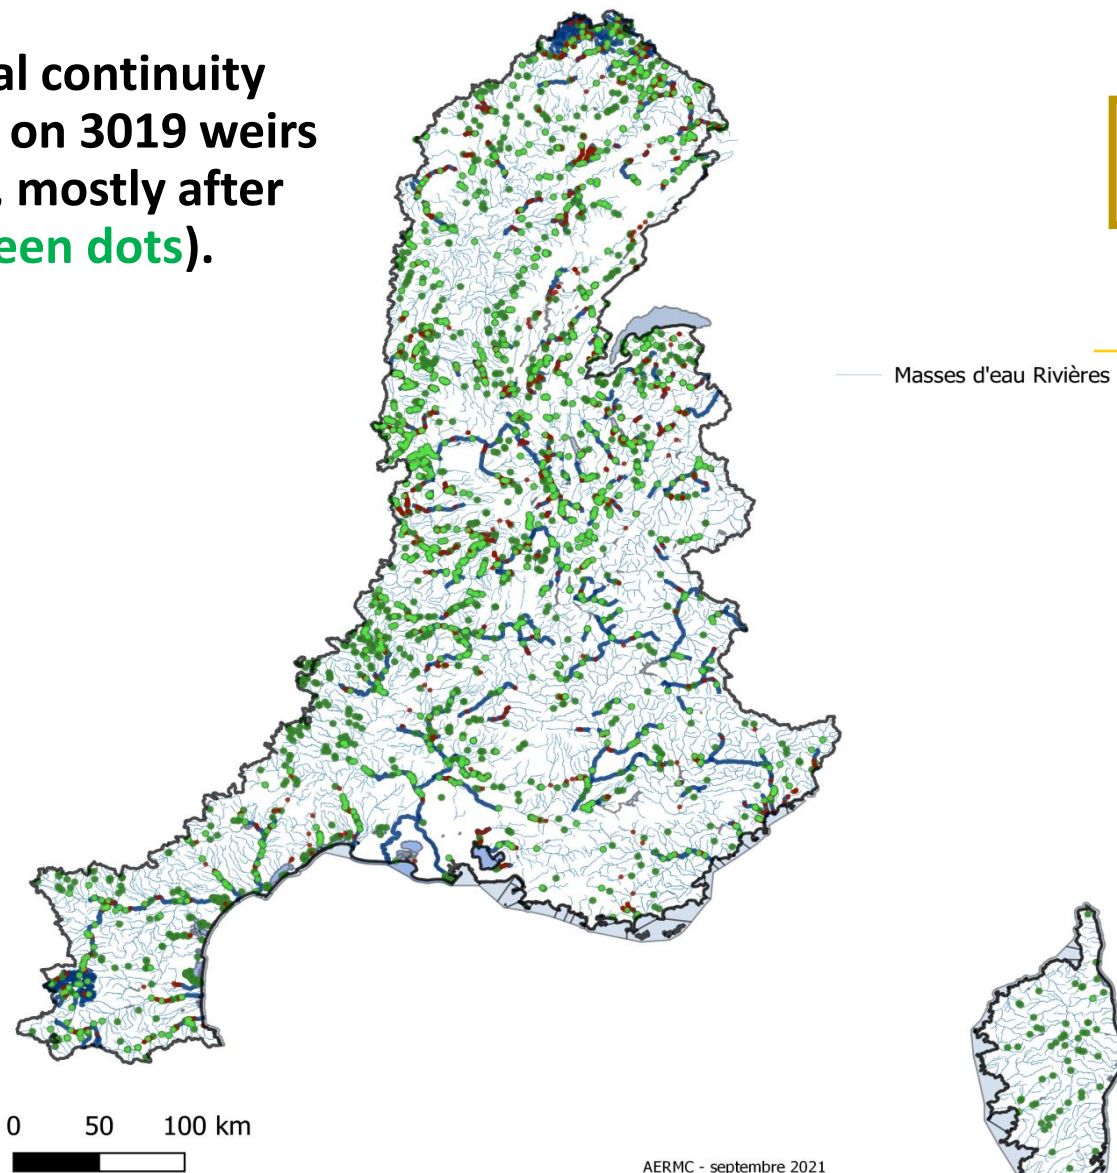 al continuity
on 3019 weirs
mostly after
een dots).
Masses d'eau Rivières
0 50 100 km
AERMC - septembre 2021